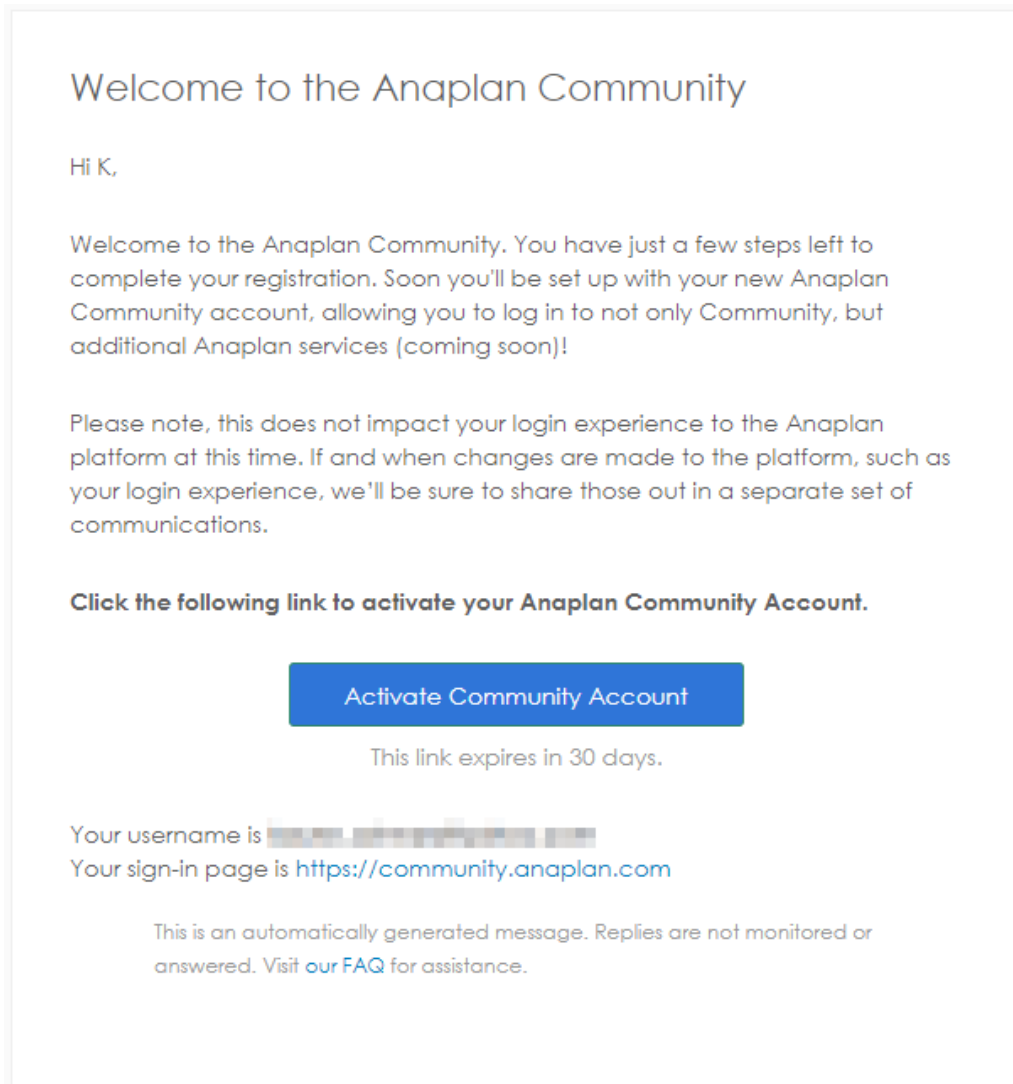 Welcome to the Anaplan Community
Hi K,
Welcome to the Anaplan Community. You have just a few steps left to
complete your registration. Soon you'll be set up with your new Anaplan
Community account, allowing you to log in to not only Community, but
additional Anaplan services (coming soon)!
Please note, this does not impact your login experience to the Anaplan
platform at this time. If and when changes are made to the platform, such as
your login experience, we’ll be sure to share those out in a separate set of
communications.
Click the following link to activate your Anaplan Community Account.
Activate Community Account
This link expires in 30 days.
Your username is
Your sign-in page is https://community.anaplan.com
This is an automatically generated message. Replies are not monitored or
answered. Visit our FAQ for assistance.